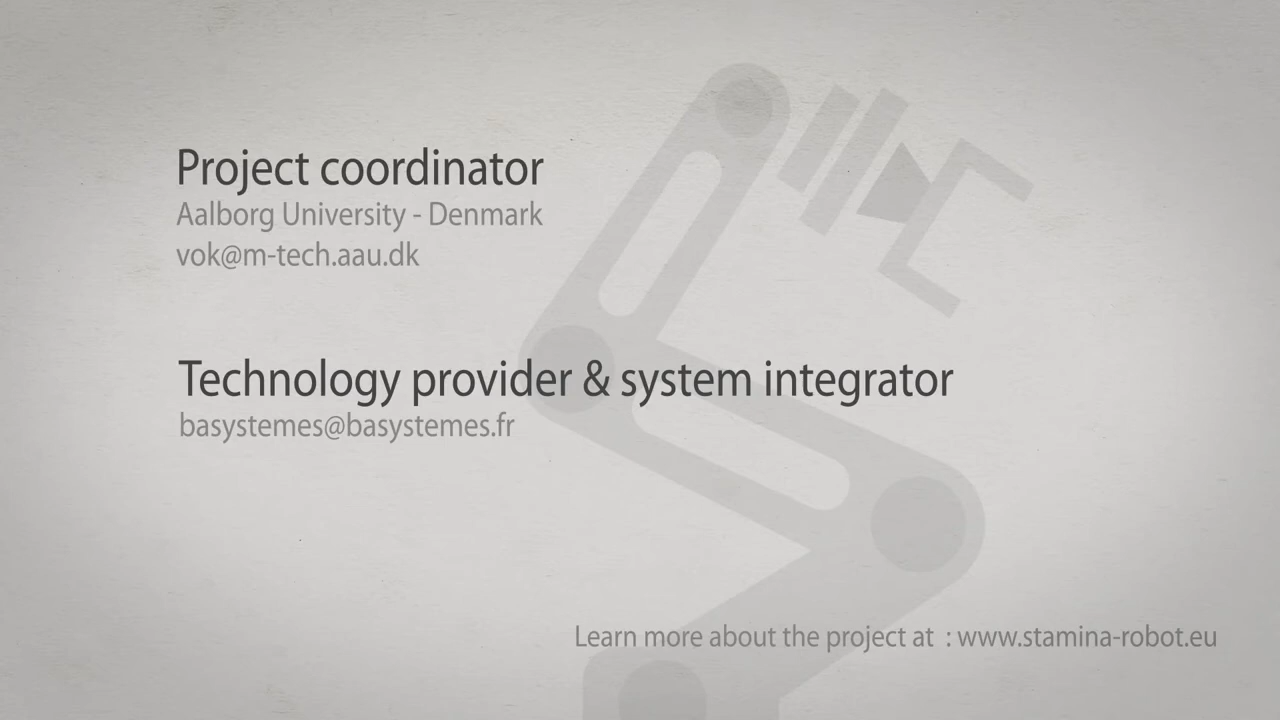 Project coordinator
Aalborg University - Denmark
vok@m-tech.aau.dk
Technology provider & system integrator
basystemes@basystemes.fr
Learn more about the project at : www.stamina-robot.eu